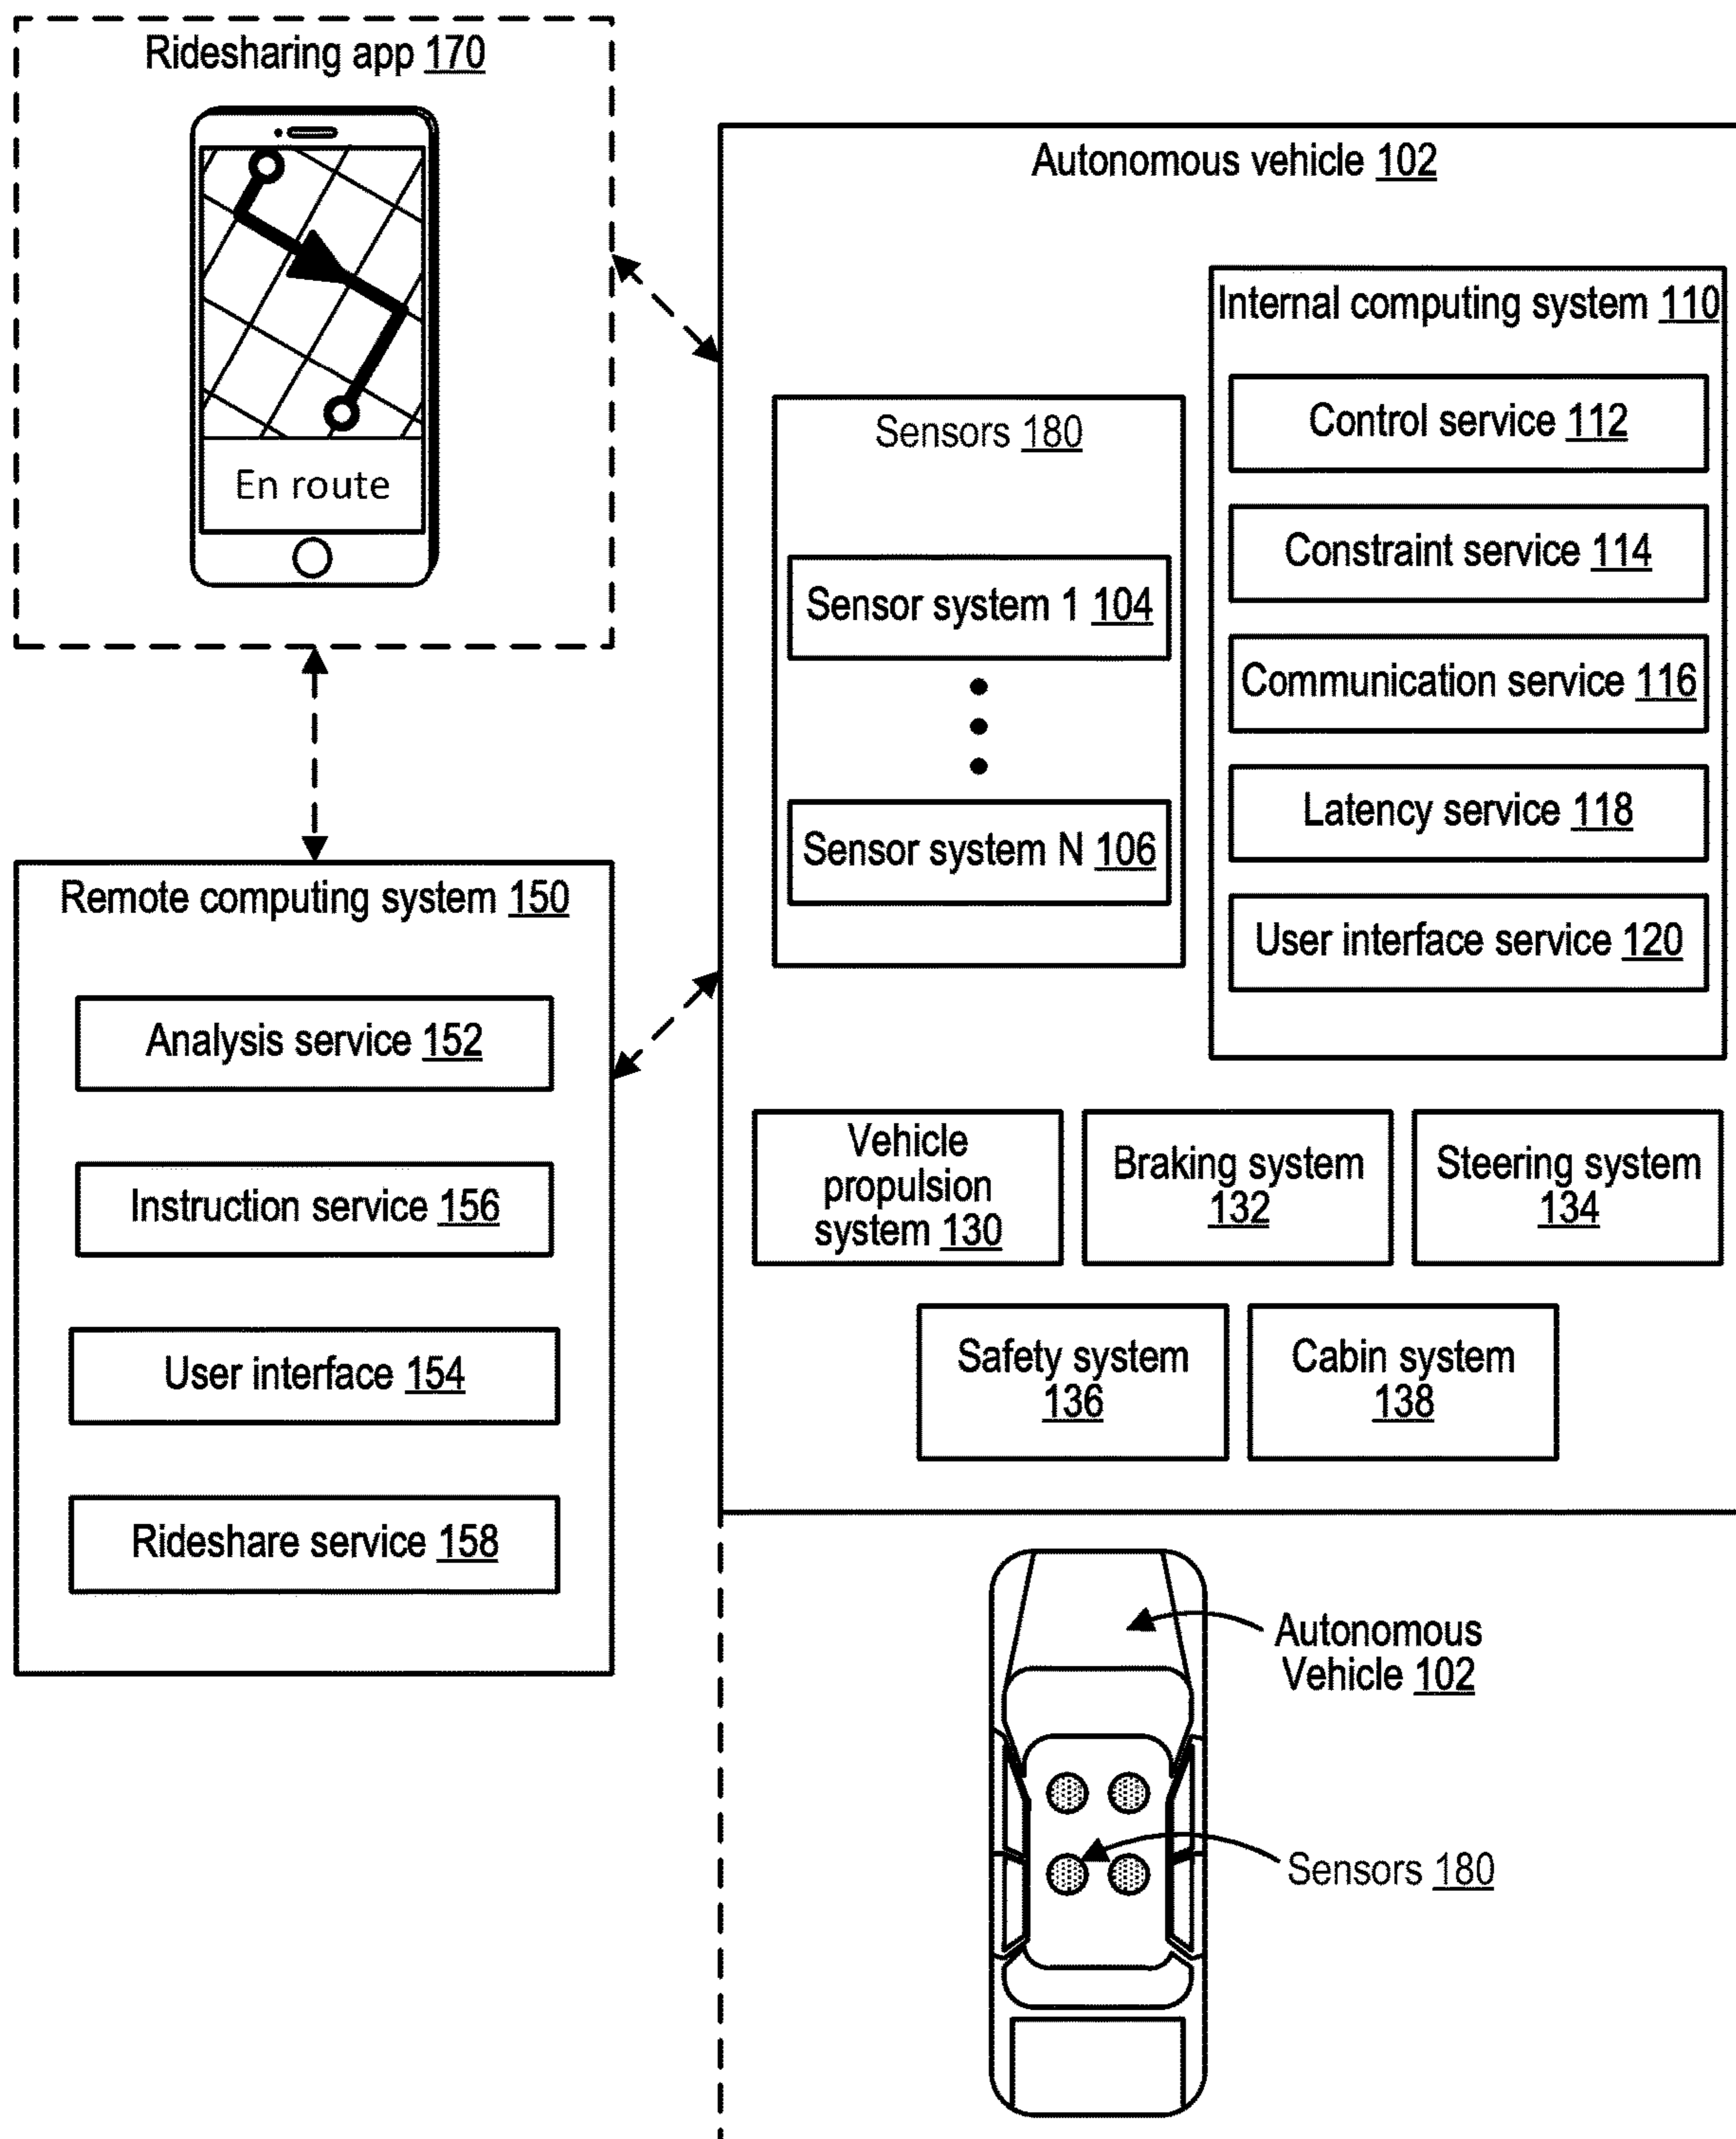 Ridesharing app 170
En route
Autonomous vehicle 102
Internal computing system 110
Control service 112
Constraint service 114
Communication service 116
Latency service 118
User interface service 120
Sensors 180
Sensor system 1 104
Sensor system N 106
Remote computing system 150
Analysis service 152
Instruction service 156
User interface 154
Rideshare service 158
Vehicle
propulsion
system 130
Braking system
132
Steering system
134
Safety system
136
Cabin system
138
Autonomous
Vehicle 102
Sensors 180